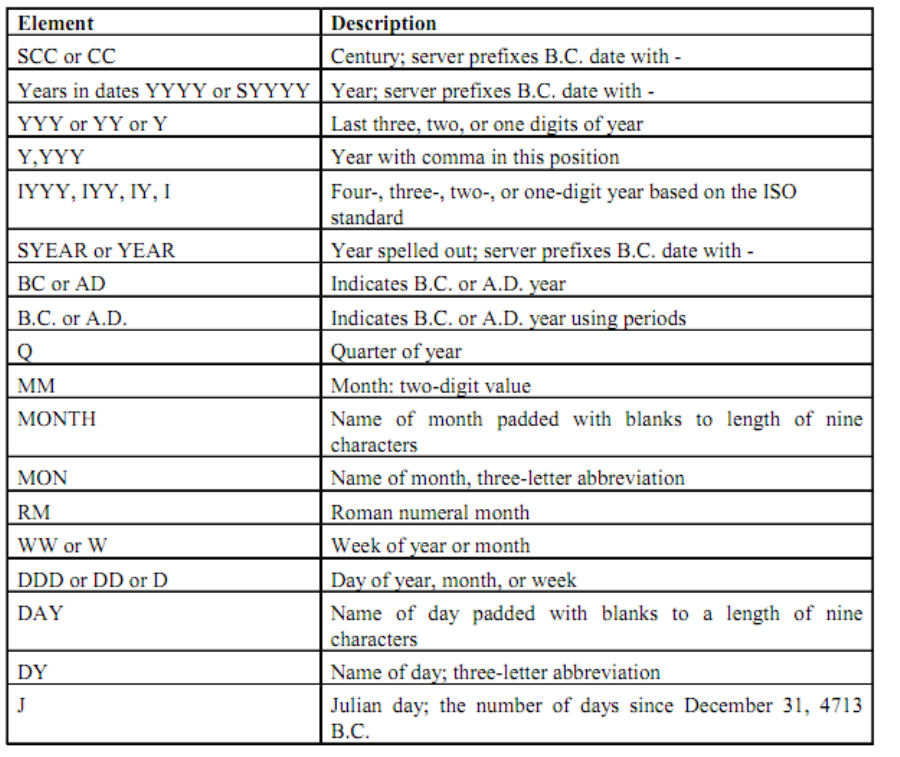 Element Description
SCC or CC Century; server prefixes B.C. date with -
Years in dates YYYY or SYYYY Year; server prefixes B.C. date with -
YYY or YY or Y Last three, two, or one digits of year
Y,YYY Year with comma in this position
IYYY, IYY, IY, I Four-, three-, two-, or one-digit year based on the ISO
standard
SYEAR or YEAR Year spelled out; server prefixes B.C. date with -
BC or AD Indicates B.C. or A.D. year
B.C. or A.D. Indicates B.C. or A.D. year using periods
Q Quarter of year
MM Month: two-digit value
MONTH Name of month padded with blanks to length of nine
characters
MON Name of month, three-letter abbreviation
RM Roman numeral month
WW or W Week of year or month
DDD or DD or D Day of year, month, or week
DAY Name of day padded with blanks to a length of nine
characters
DY Name of day; three-letter abbreviation
J Julian day; the number of days since December 31, 4713
B.C.